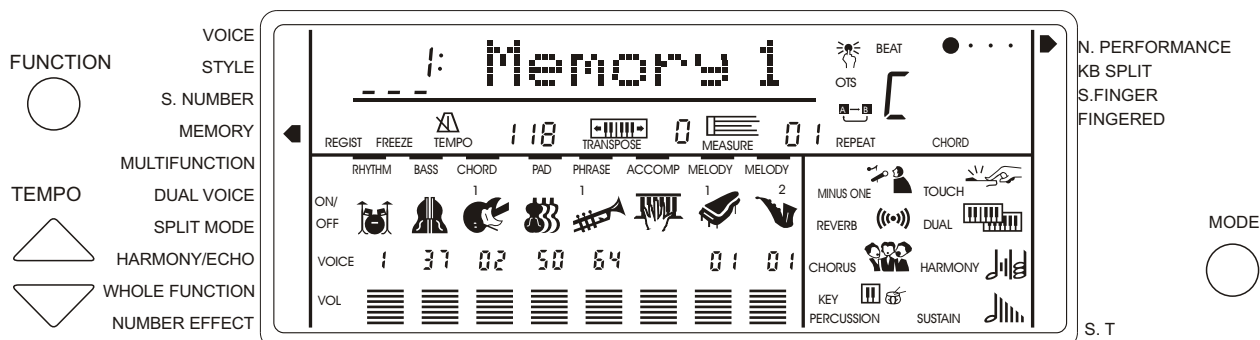 FUNCTION
TEMPO
VOICE
STYLE
S. NUMBER
MEMORY
MULTIFUNCTION
DUAL VOICE
SPLIT MODE
HARMONY/ECHO
WHOLE FUNCTION
NUMBER EFFECT
1: Memory 1
BEAT
OTS
A B
C
REGIST FREEZE TEMPO 118 TRANSPOSE 0 MEASURE 01 REPEAT CHORD
RHYTHM BASS CHORD PAD PHRASE ACCOMP MELODY MELODY
1 1 1 2
ON/
OFF
VOICE 1 37 02 50 64 01 01
VOL
MINUS ONE TOUCH
REVERB DUAL
CHORUS HARMONY
KEY
PERCUSSION SUSTAIN
N. PERFORMANCE
KB SPLIT
S.FINGER
FINGERED
MODE
S. T